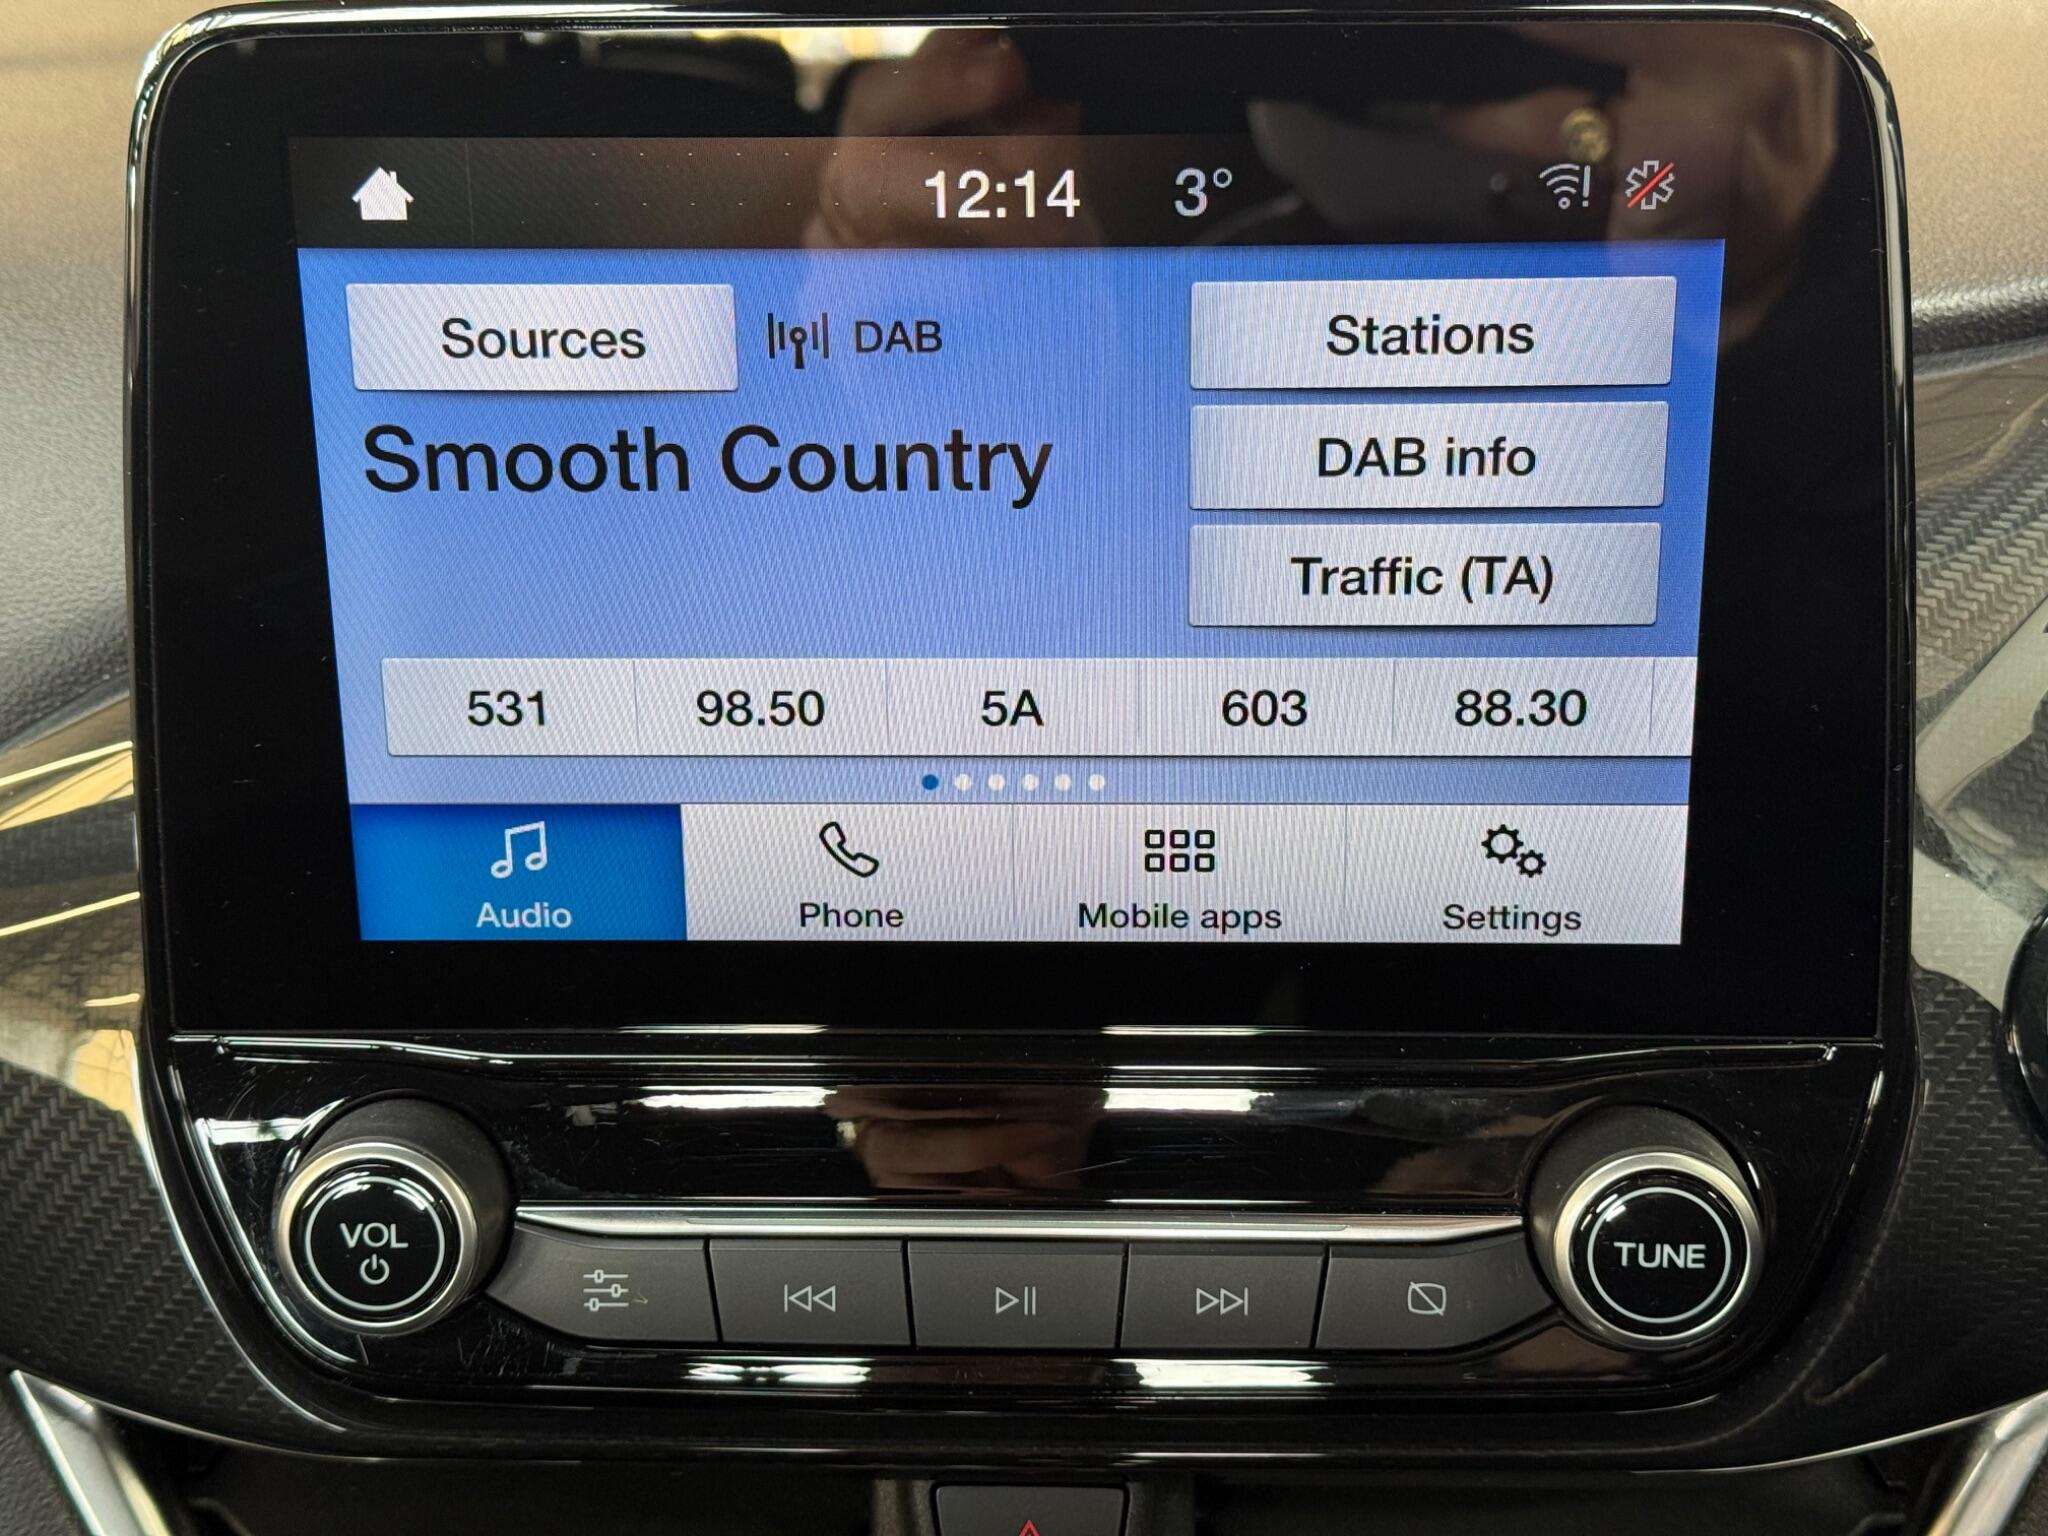 12:14 3°
Sources DAB Stations
Smooth Country DAB info
Traffic (TA)
531 98.50 5A 603 88.30
Audio Phone Mobile apps Settings
VOL TUNE